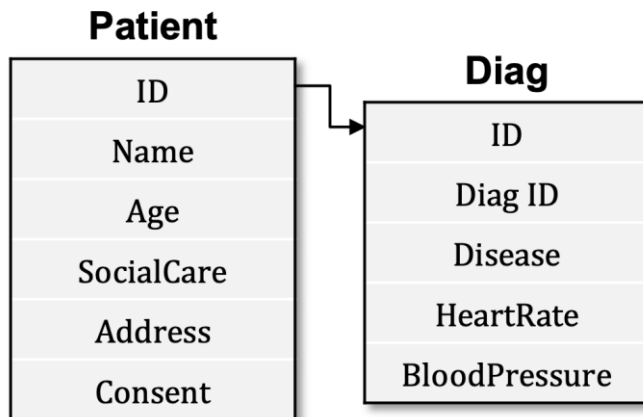 Patient
ID
Name
Age
SocialCare
Address
Consent
Diag
ID
Diag ID
Disease
HeartRate
BloodPressure